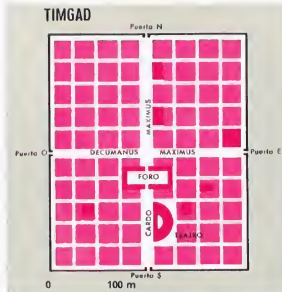 TIMGAD
Puerta N
MAXIMUS
Puerta O
DECUMANUS MAXIMUS
Puerta E
FORO
CARDO
TEATRO
Puerta S
0 100 m